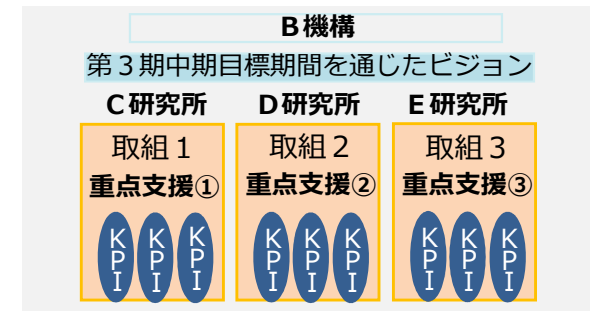 B機構
第３期中期目標期間を通じたビジョン
C研究所 D研究所 E研究所
取組１ 取組２ 取組３
重点支援① 重点支援② 重点支援③
KPI KPI KPI KPI KPI KPI KPI KPI KPI